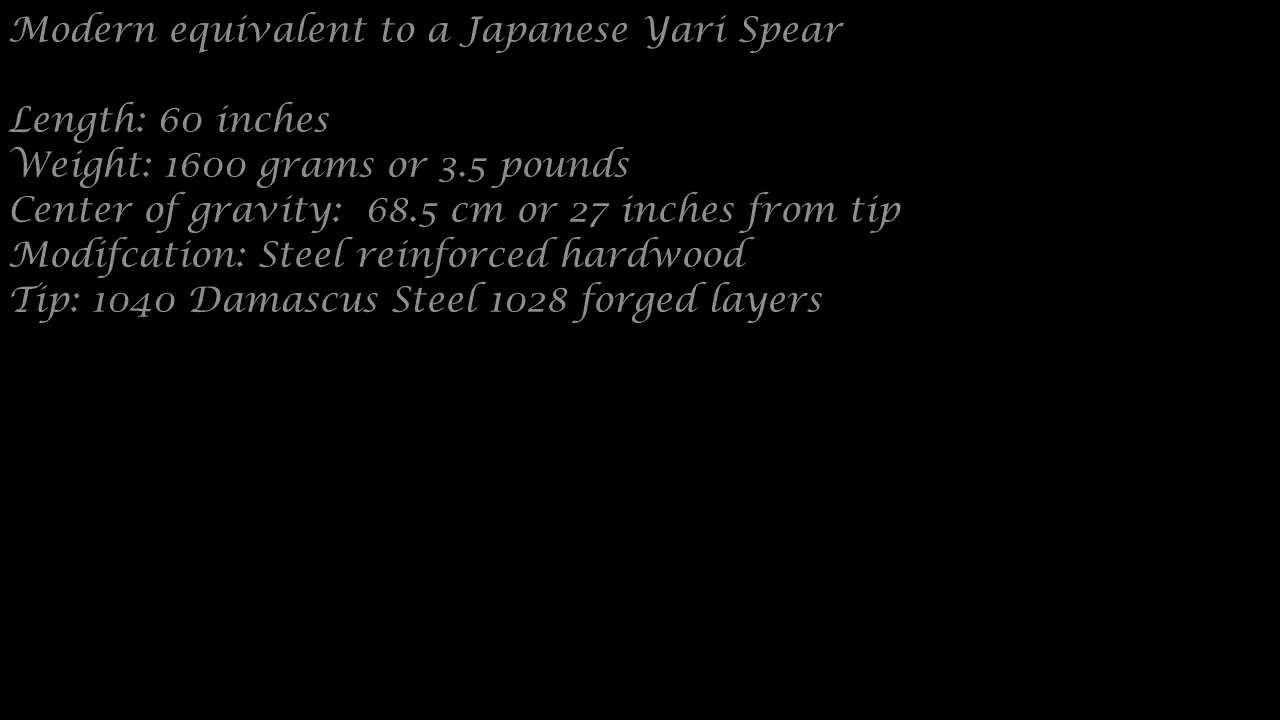 Modern equivalent to a Japanese Yari Spear
Length: 60 inches
Weight: 1600 grams or 3.5 pounds
Center of gravity: 68.5 cm or 27 inches from tip
Modifcation: Steel reinforced hardwood
Tip: 1040 Damascus Steel 1028 forged layers